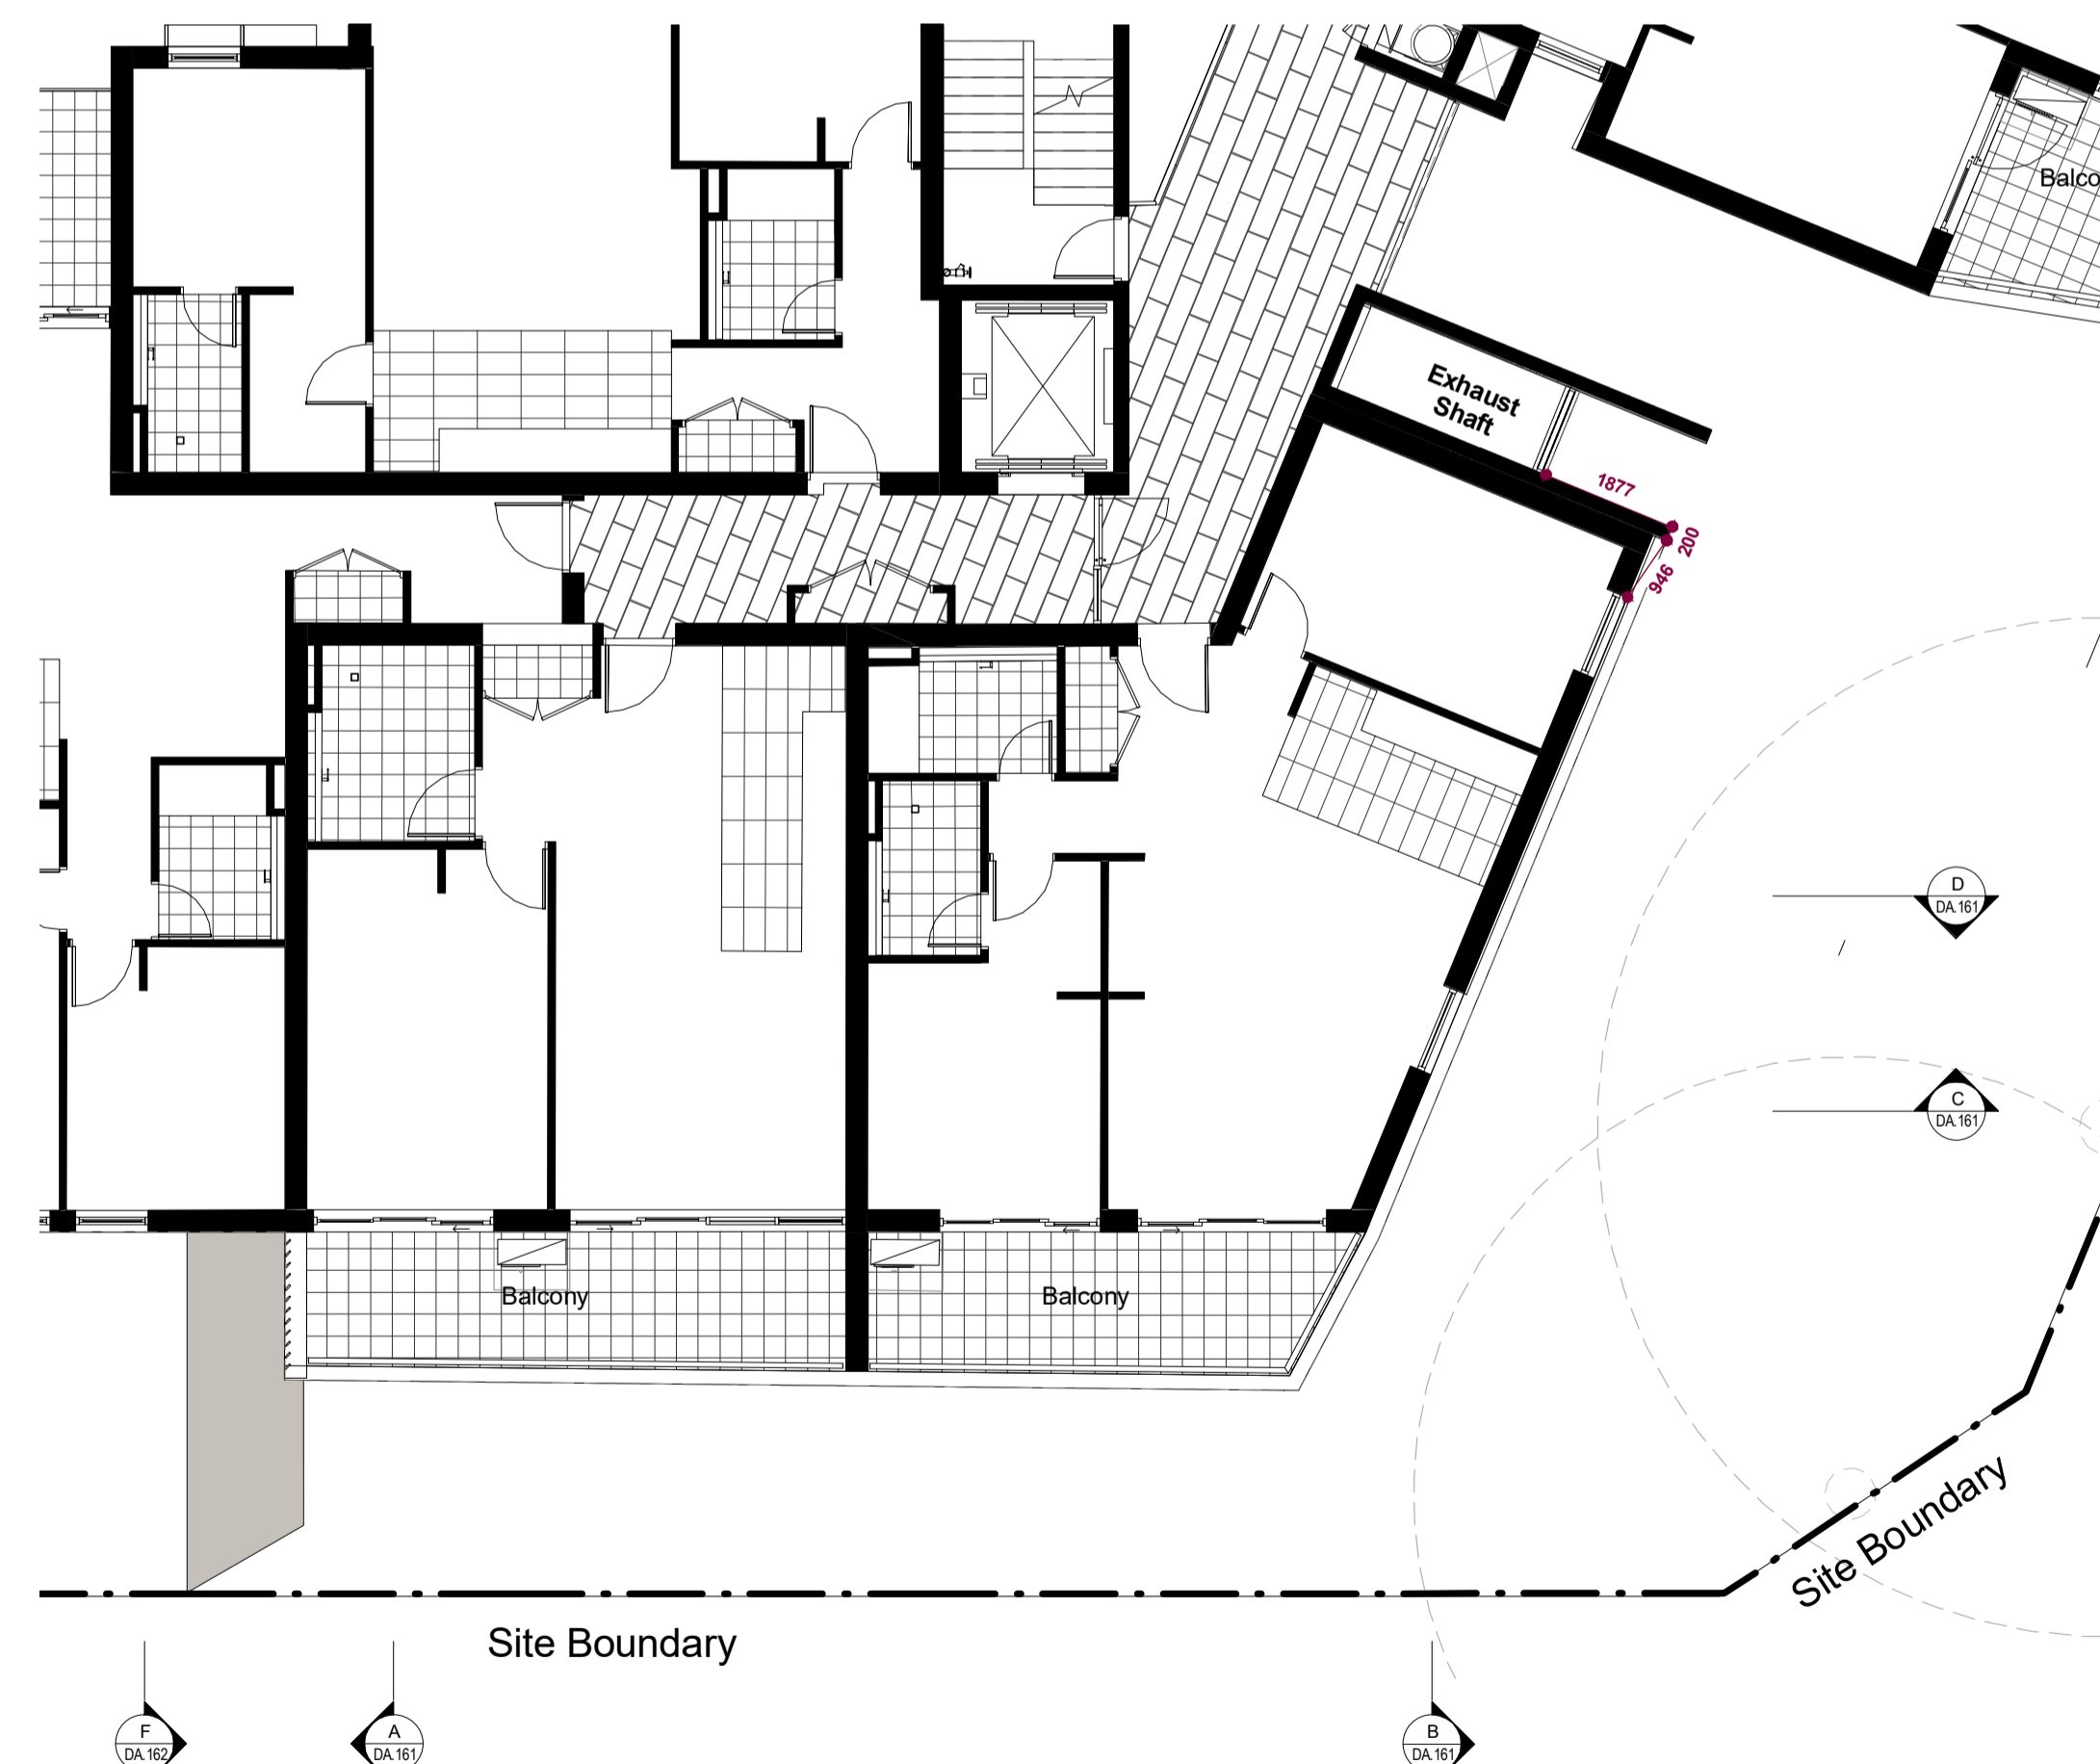 Balco
Exhaust
Shaft
1877
200
946
D
DA.161
C
DA.161
Balcony
Balcony
Site Boundary
Site Boundary
F
DA.162
A
DA.161
B
DA.161